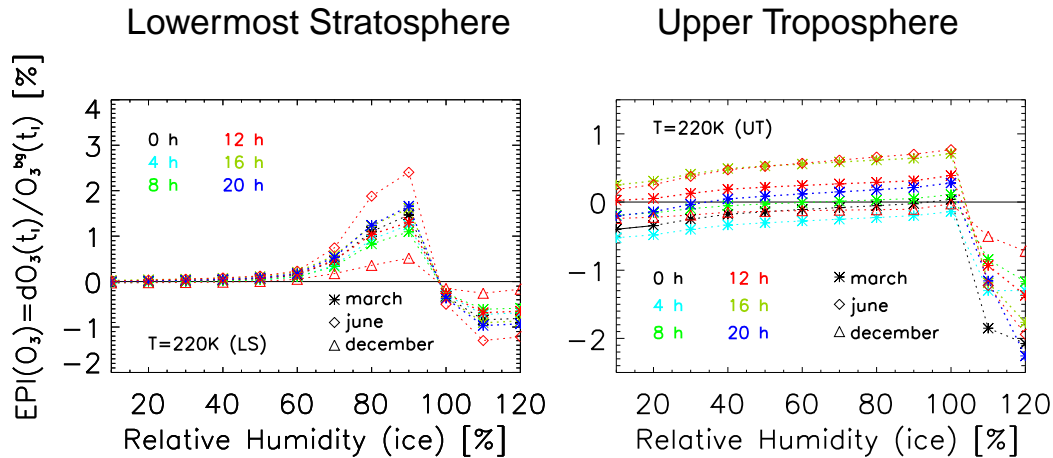 Lowermost Stratosphere
Upper Troposphere
EPI(O₃)=dO₃(t₁)/O₃ᵇᵍ(t₁) [%]
4
3
2
1
0
−1
−2
0 h 12 h
4 h 16 h
8 h 20 h
march
june
december
T=220K (LS)
20 40 60 80 100 120
Relative Humidity (ice) [%]
1
0
−1
−2
T=220K (UT)
0 h 12 h
4 h 16 h
8 h 20 h
march
june
december
20 40 60 80 100 120
Relative Humidity (ice) [%]